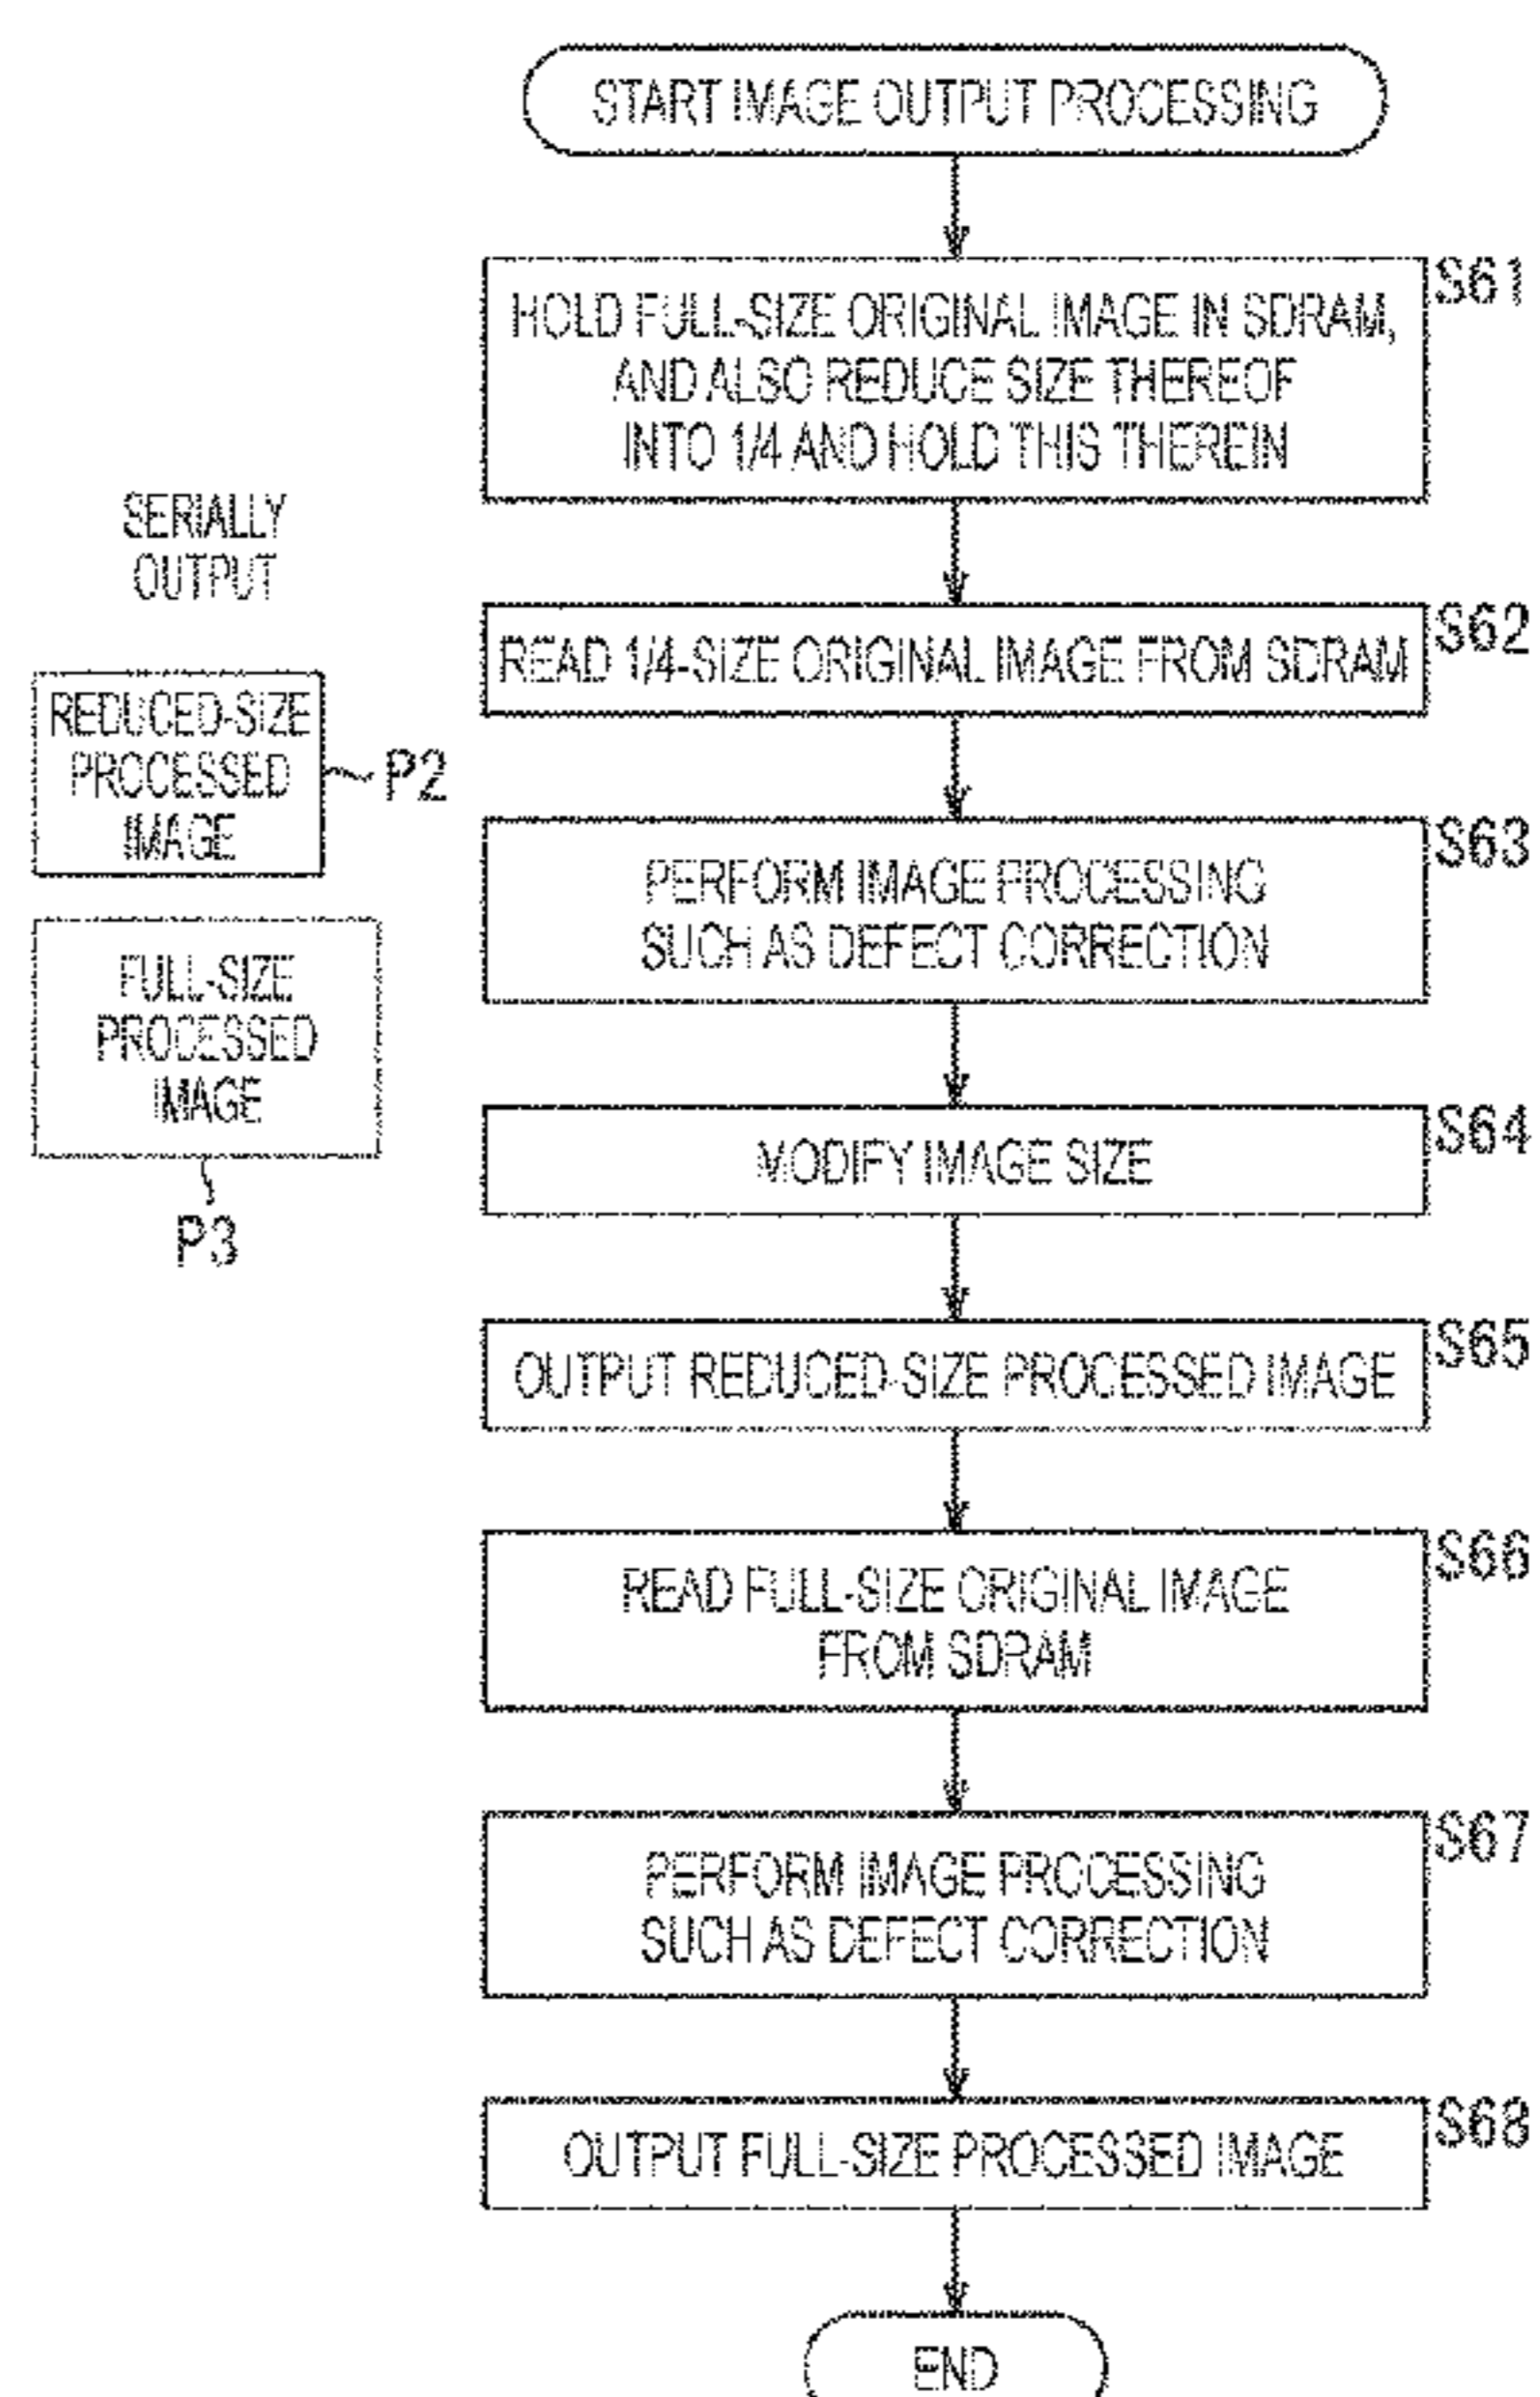 START IMAGE OUTPUT PROCESSING
S61
HOLD FULL-SIZE ORIGINAL IMAGE IN SDRAM,
AND ALSO REDUCE SIZE THEREOF
INTO 1/4 AND HOLD THIS THEREIN
SERIALLY
OUTPUT
REDUCED-SIZE
PROCESSED
IMAGE
P2
FULL-SIZE
PROCESSED
IMAGE
P3
S62
READ 1/4-SIZE ORIGINAL IMAGE FROM SDRAM
S63
PERFORM IMAGE PROCESSING
SUCH AS DEFECT CORRECTION
S64
MODIFY IMAGE SIZE
S65
OUTPUT REDUCED-SIZE PROCESSED IMAGE
S66
READ FULL-SIZE ORIGINAL IMAGE
FROM SDRAM
S67
PERFORM IMAGE PROCESSING
SUCH AS DEFECT CORRECTION
S68
OUTPUT FULL-SIZE PROCESSED IMAGE
END